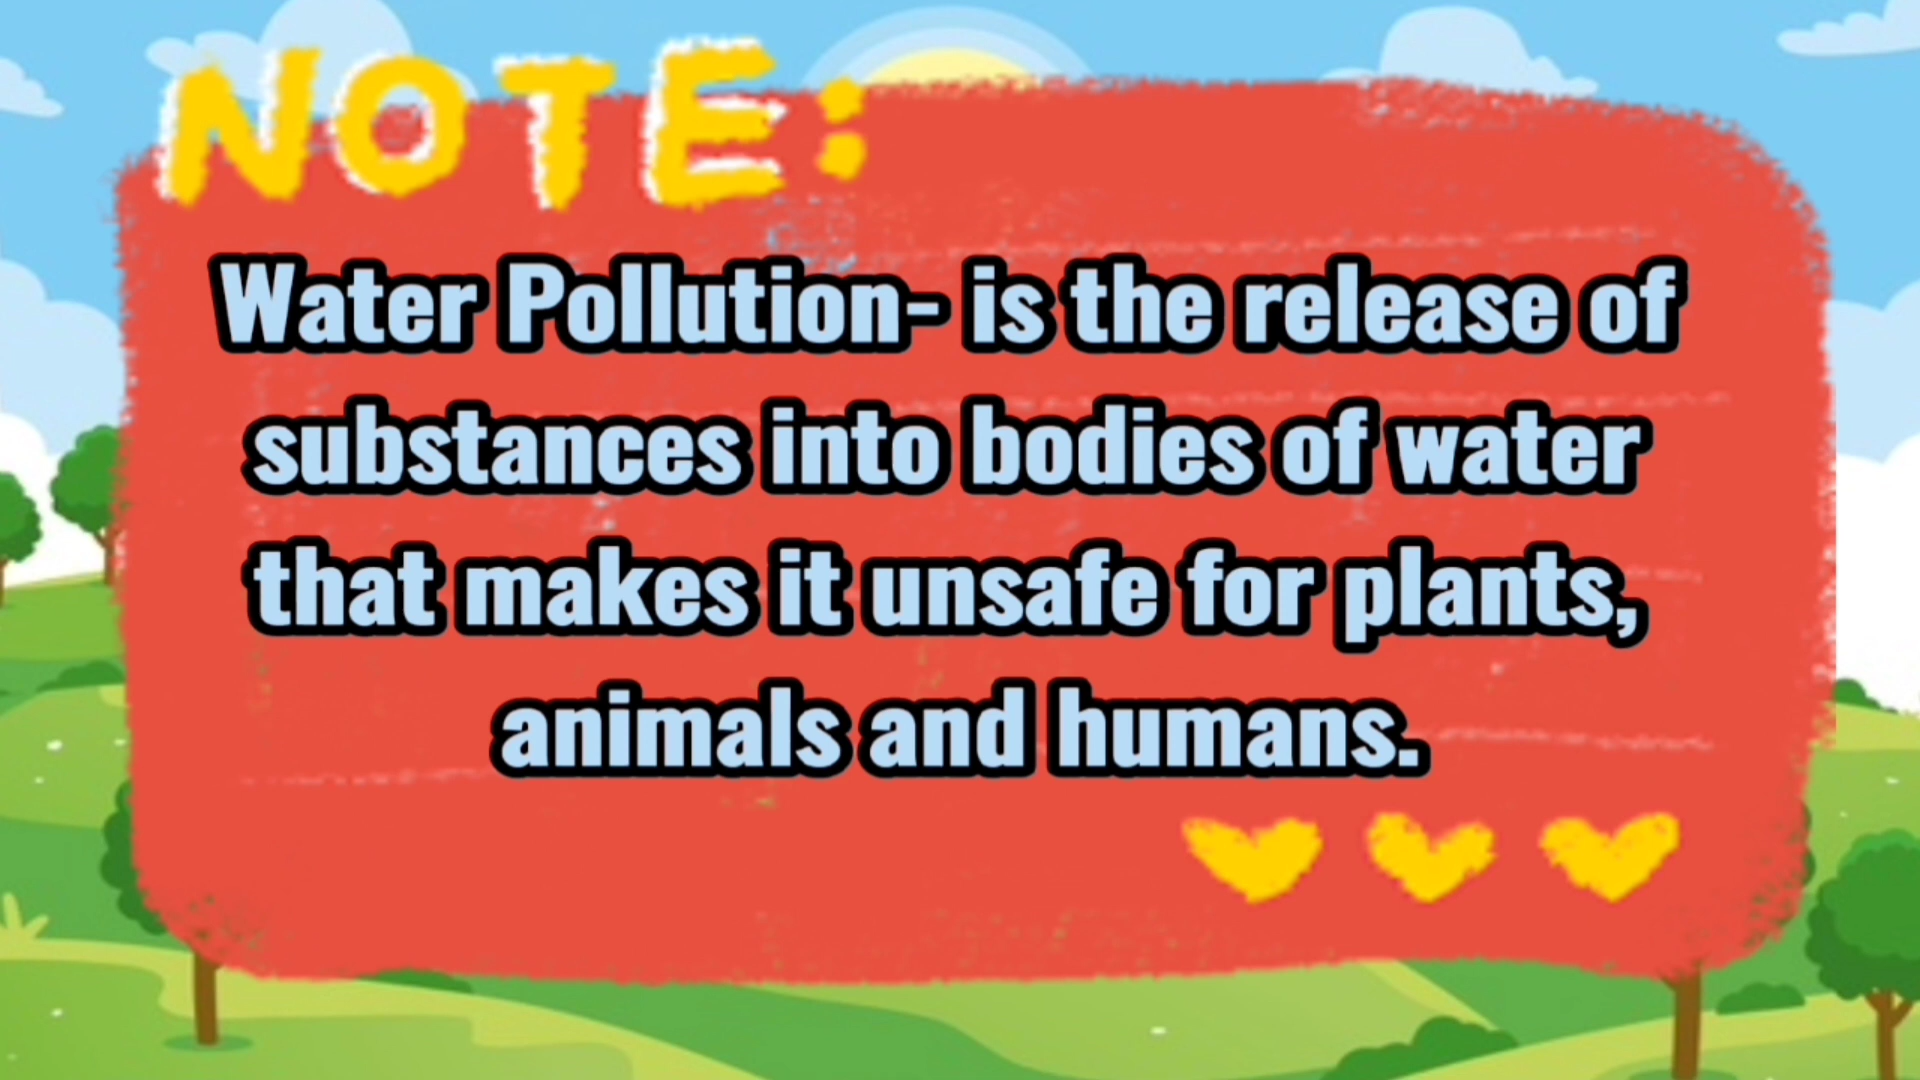 NOTE:
Water Pollution- is the release of
substances into bodies of water
that makes it unsafe for plants,
animals and humans.